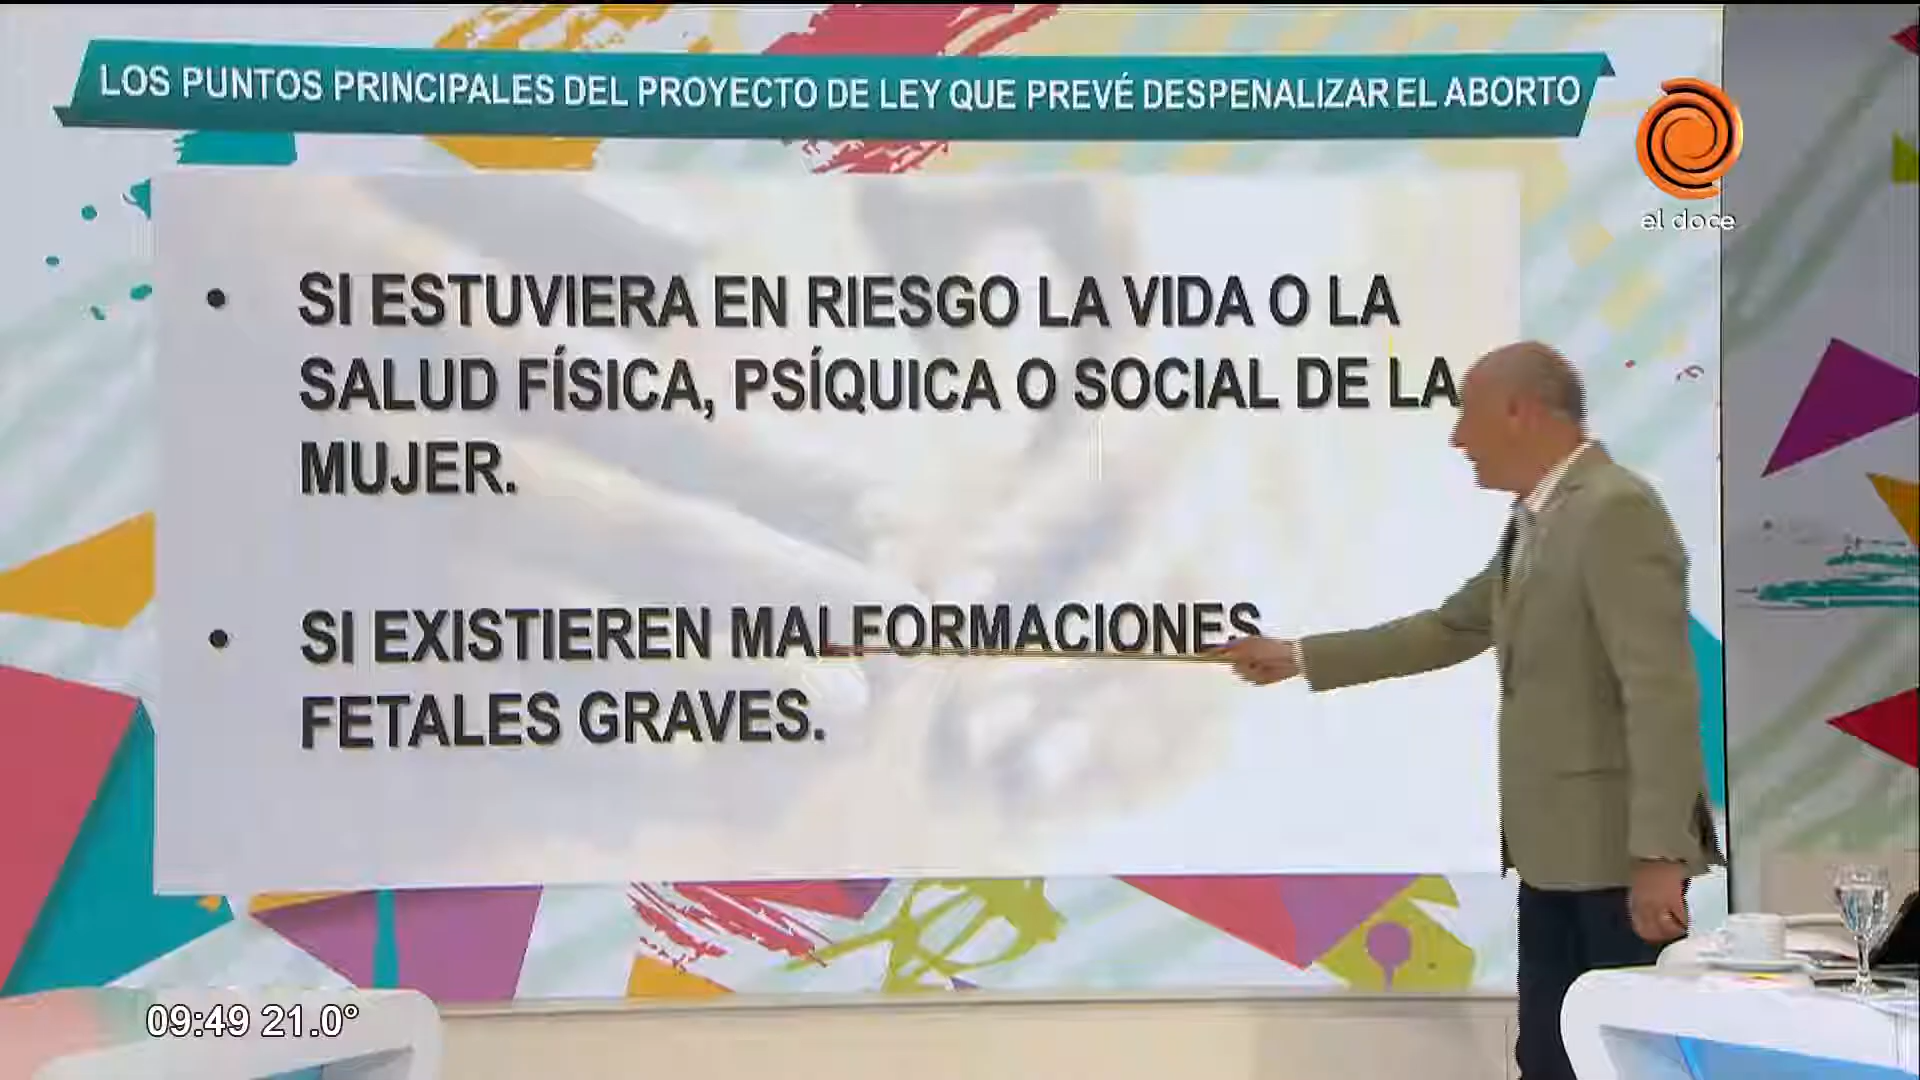 LOS PUNTOS PRINCIPALES DEL PROYECTO DE LEY QUE PREVÉ DESPENALIZAR EL ABORTO
el doce
• SI ESTUVIERA EN RIESGO LA VIDA O LA
SALUD FÍSICA, PSÍQUICA O SOCIAL DE LA
MUJER.
• SI EXISTIEREN MALFORMACIONES
FETALES GRAVES.
09:49 21.0°